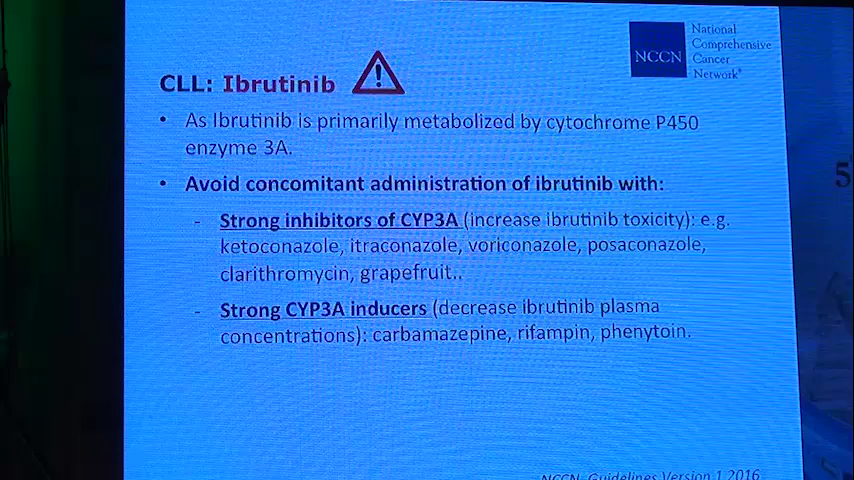 NCCN
National
Comprehensive
Cancer
Network®
CLL: Ibrutinib
• As Ibrutinib is primarily metabolized by cytochrome P450
enzyme 3A.
• Avoid concomitant administration of ibrutinib with:
- Strong inhibitors of CYP3A (increase ibrutinib toxicity): e.g.
ketoconazole, itraconazole, voriconazole, posaconazole,
clarithromycin, grapefruit..
- Strong CYP3A inducers (decrease ibrutinib plasma
concentrations): carbamazepine, rifampin, phenytoin.
NCCN Guidelines Version 1.2016
5